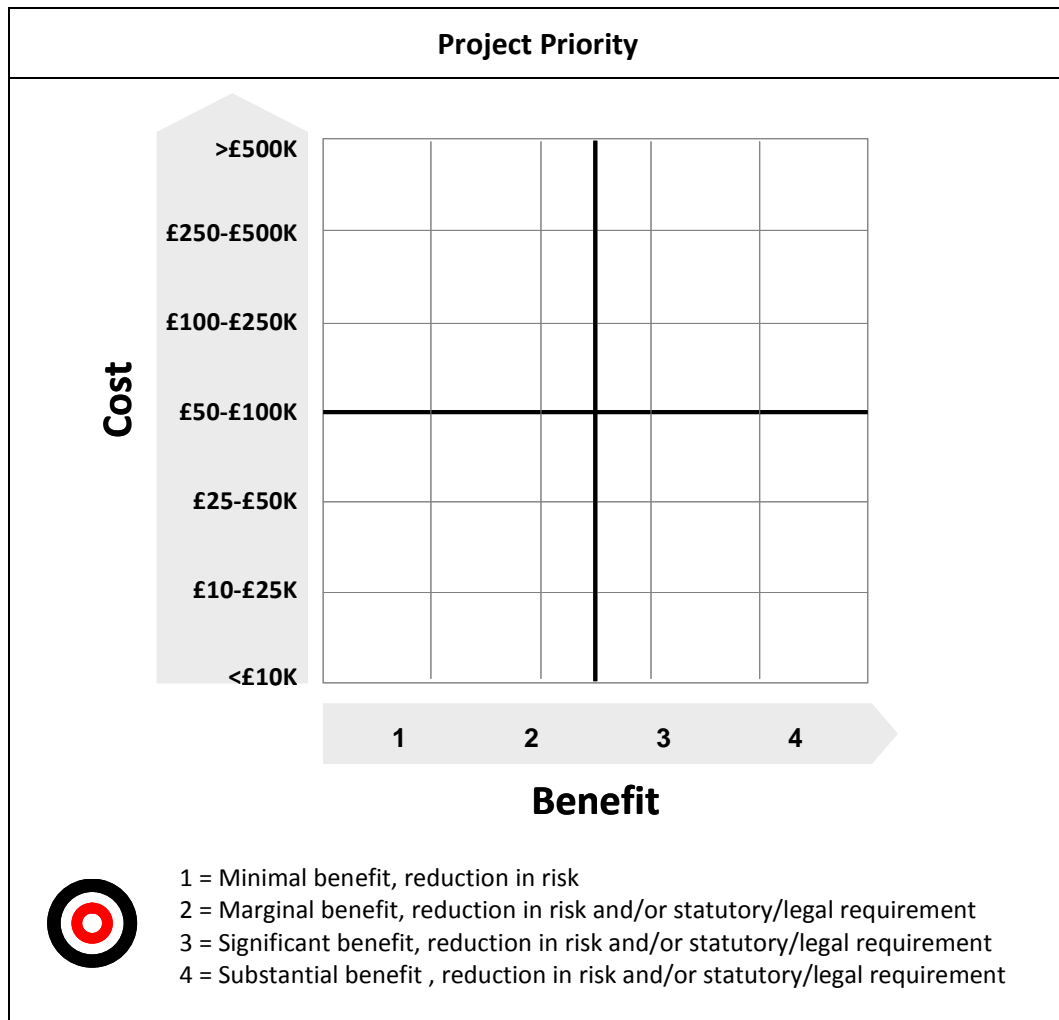 Project Priority
>£500K
£250-£500K
£100-£250K
Cost
£50-£100K
£25-£50K
£10-£25K
<£10K
1 2 3 4
Benefit
1 = Minimal benefit, reduction in risk
2 = Marginal benefit, reduction in risk and/or statutory/legal requirement
3 = Significant benefit, reduction in risk and/or statutory/legal requirement
4 = Substantial benefit , reduction in risk and/or statutory/legal requirement